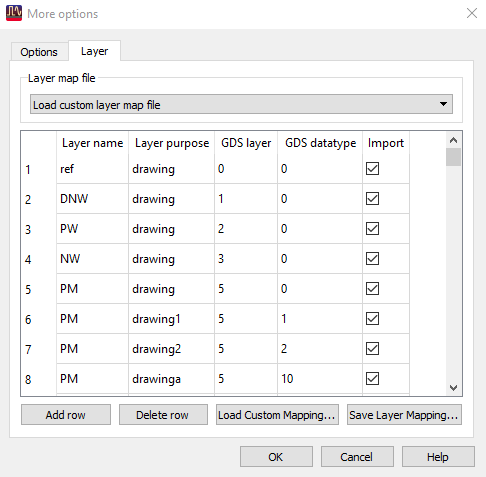 More options
Options Layer
Layer map file
Load custom layer map file
Layer name Layer purpose GDS layer GDS datatype Import
1 ref drawing 0 0
2 DNW drawing 1 0
3 PW drawing 2 0
4 NW drawing 3 0
5 PM drawing 5 0
6 PM drawing1 5 1
7 PM drawing2 5 2
8 PM drawinga 5 10
Add row Delete row Load Custom Mapping... Save Layer Mapping...
OK Cancel Help